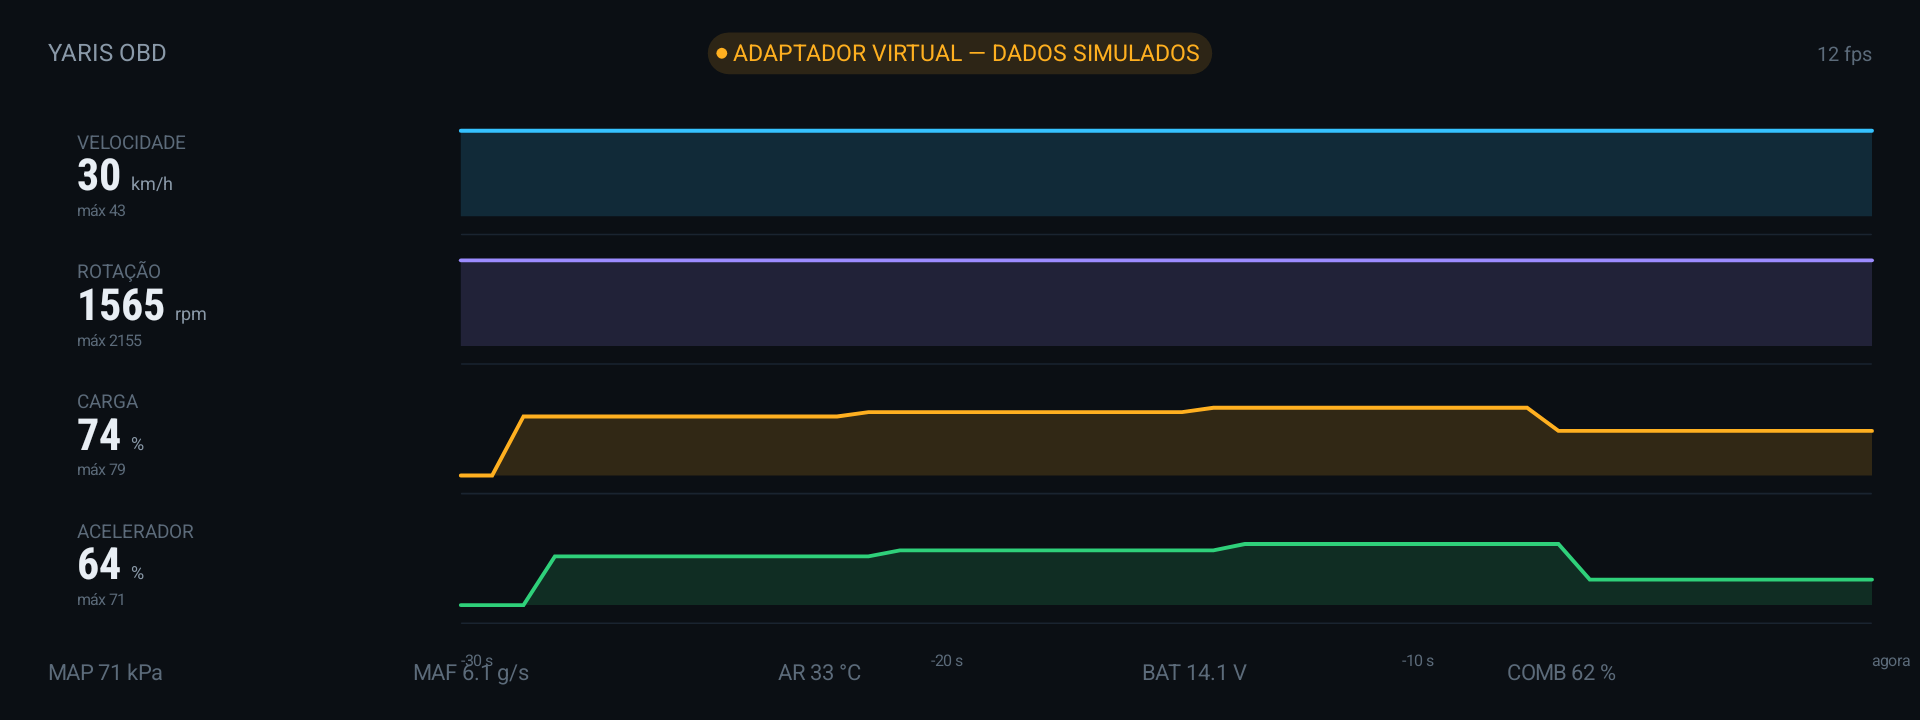 YARIS OBD
ADAPTADOR VIRTUAL — DADOS SIMULADOS
12 fps
VELOCIDADE
30 km/h
máx 43
ROTAÇÃO
1565 rpm
máx 2155
CARGA
74 %
máx 79
ACELERADOR
64 %
máx 71
-30 s
-20 s
-10 s
agora
MAP 71 kPa
MAF 6.1 g/s
AR 33 °C
BAT 14.1 V
COMB 62 %